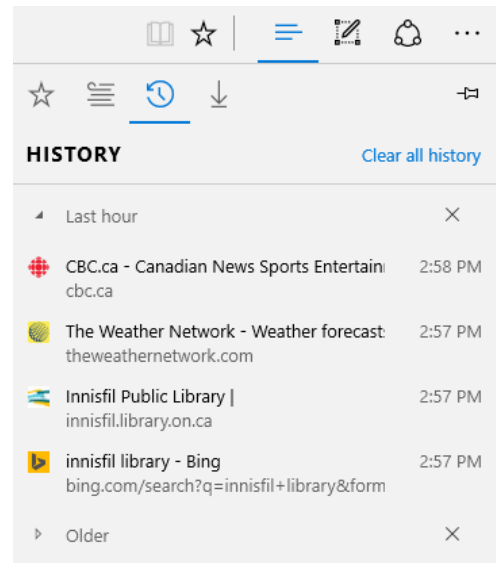 HISTORY Clear all history
Last hour
CBC.ca - Canadian News Sports Entertain 2:58 PM
cbc.ca
The Weather Network - Weather forecast 2:57 PM
theweathernetwork.com
Innisfil Public Library | 2:57 PM
innisfil.library.on.ca
innisfil library - Bing 2:57 PM
bing.com/search?q=innisfil+library&form
Older